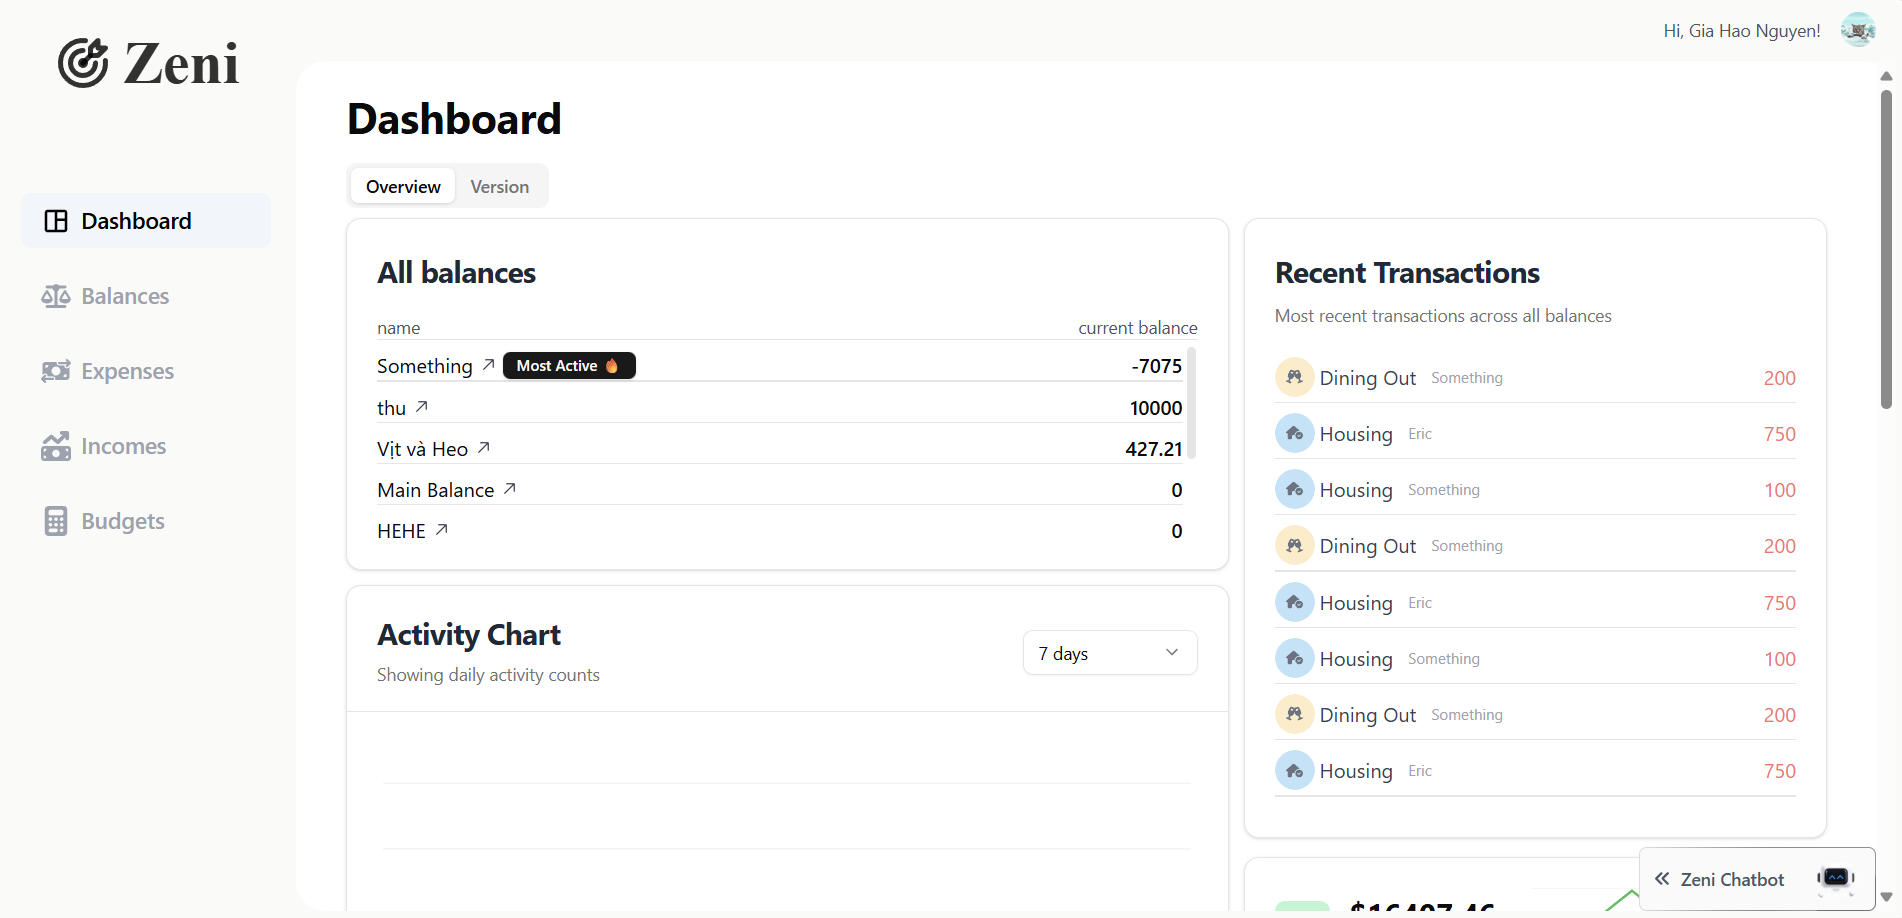 Zeni
Hi, Gia Hao Nguyen!
Dashboard
Balances
Expenses
Incomes
Budgets
Dashboard
Overview Version
All balances
name current balance
Something Most Active -7075
thu 10000
Vịt và Heo 427.21
Main Balance 0
HEHE 0
Activity Chart
Showing daily activity counts
7 days
Recent Transactions
Most recent transactions across all balances
Dining Out Something 200
Housing Eric 750
Housing Something 100
Dining Out Something 200
Housing Eric 750
Housing Something 100
Dining Out Something 200
Housing Eric 750
Zeni Chatbot